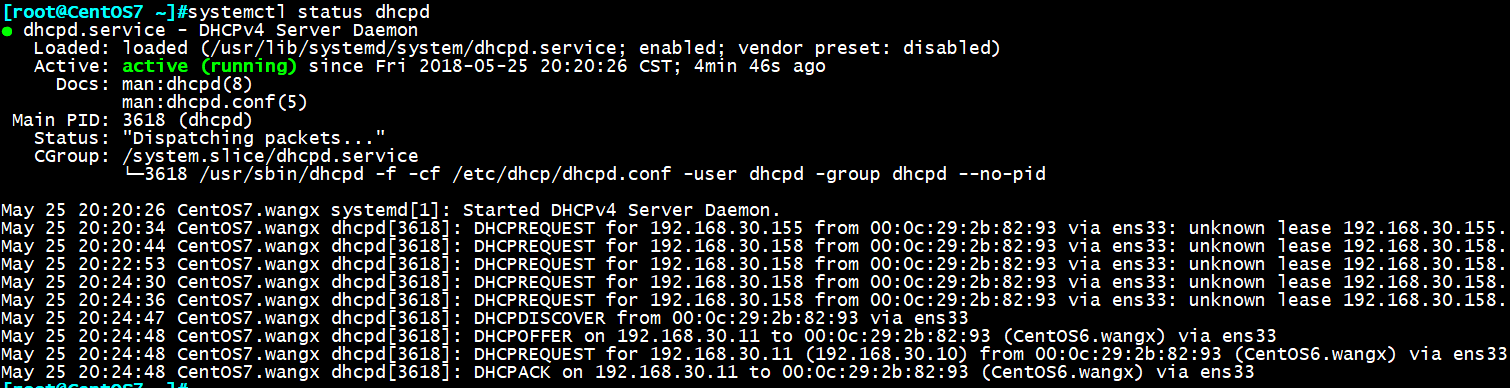 [root@CentOS7 ~]#systemctl status dhcpd
● dhcpd.service - DHCPv4 Server Daemon
   Loaded: loaded (/usr/lib/systemd/system/dhcpd.service; enabled; vendor preset: disabled)
   Active: active (running) since Fri 2018-05-25 20:20:26 CST; 4min 46s ago
     Docs: man:dhcpd(8)
           man:dhcpd.conf(5)
 Main PID: 3618 (dhcpd)
   Status: "Dispatching packets..."
   CGroup: /system.slice/dhcpd.service
           └─3618 /usr/sbin/dhcpd -f -cf /etc/dhcp/dhcpd.conf -user dhcpd -group dhcpd --no-pid
May 25 20:20:26 CentOS7.wangx systemd[1]: Started DHCPv4 Server Daemon.
May 25 20:20:34 CentOS7.wangx dhcpd[3618]: DHCPREQUEST for 192.168.30.155 from 00:0c:29:2b:82:93 via ens33: unknown lease 192.168.30.155.
May 25 20:20:44 CentOS7.wangx dhcpd[3618]: DHCPREQUEST for 192.168.30.158 from 00:0c:29:2b:82:93 via ens33: unknown lease 192.168.30.158.
May 25 20:22:53 CentOS7.wangx dhcpd[3618]: DHCPREQUEST for 192.168.30.158 from 00:0c:29:2b:82:93 via ens33: unknown lease 192.168.30.158.
May 25 20:24:30 CentOS7.wangx dhcpd[3618]: DHCPREQUEST for 192.168.30.158 from 00:0c:29:2b:82:93 via ens33: unknown lease 192.168.30.158.
May 25 20:24:36 CentOS7.wangx dhcpd[3618]: DHCPREQUEST for 192.168.30.158 from 00:0c:29:2b:82:93 via ens33: unknown lease 192.168.30.158.
May 25 20:24:47 CentOS7.wangx dhcpd[3618]: DHCPDISCOVER from 00:0c:29:2b:82:93 via ens33
May 25 20:24:48 CentOS7.wangx dhcpd[3618]: DHCPOFFER on 192.168.30.11 to 00:0c:29:2b:82:93 (CentOS6.wangx) via ens33
May 25 20:24:48 CentOS7.wangx dhcpd[3618]: DHCPREQUEST for 192.168.30.11 (192.168.30.10) from 00:0c:29:2b:82:93 (CentOS6.wangx) via ens33
May 25 20:24:48 CentOS7.wangx dhcpd[3618]: DHCPACK on 192.168.30.11 to 00:0c:29:2b:82:93 (CentOS6.wangx) via ens33